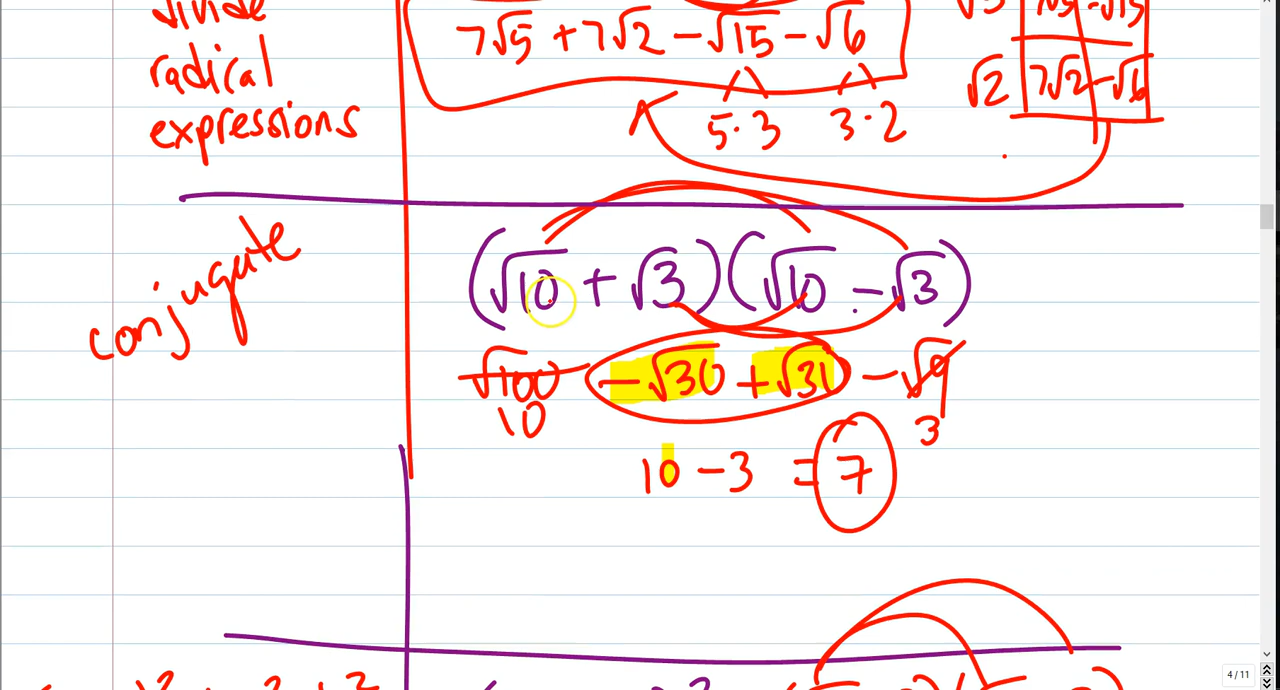 divide
radical
expressions
7√5 + 7√2 − √15 − √6
5·3 3·2
√2 7√2 −√6
conjugate
(√10 + √3)(√10 − √3)
√100 −√30 + √30 − √9
10 3
10 − 3 = 7
4 / 11